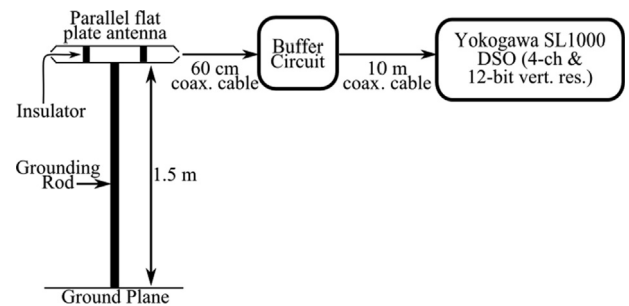 Parallel flat
plate antenna
Insulator
Grounding
Rod
1.5 m
Ground Plane
60 cm
coax. cable
Buffer
Circuit
10 m
coax. cable
Yokogawa SL1000
DSO (4-ch &
12-bit vert. res.)